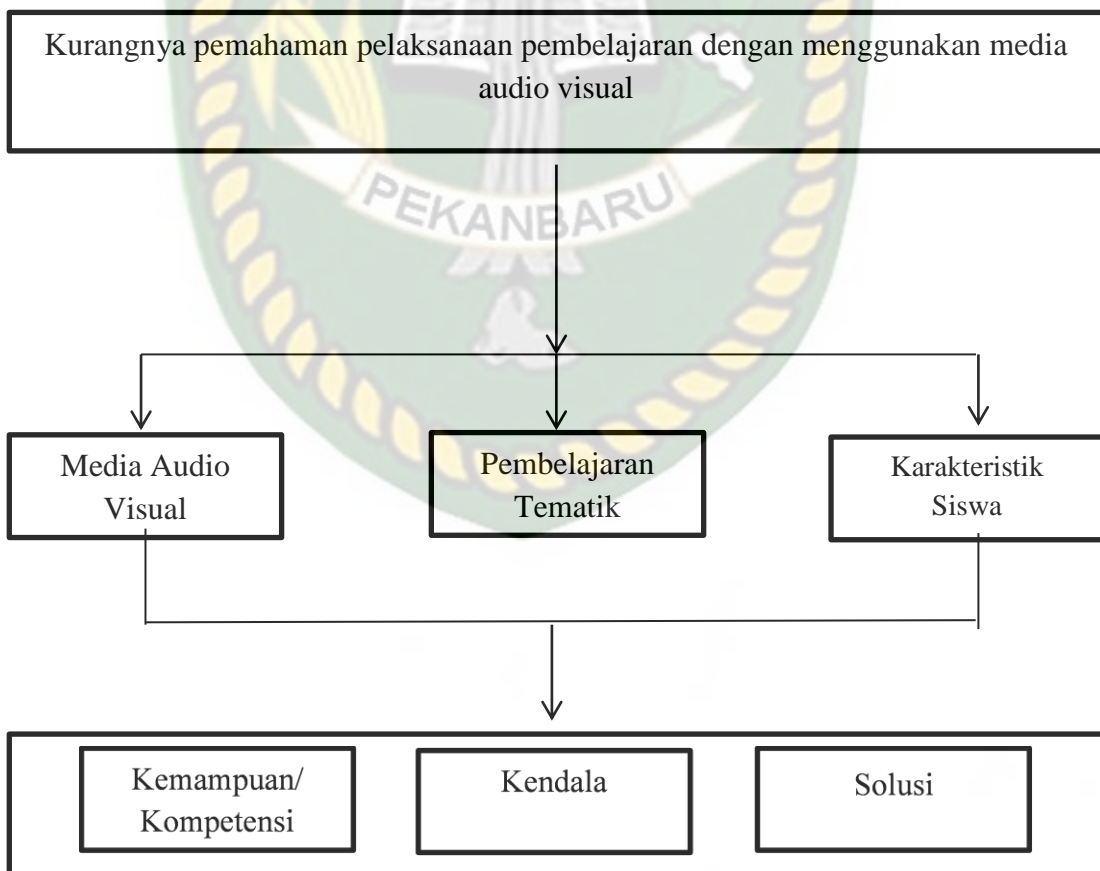 Kurangnya pemahaman pelaksanaan pembelajaran dengan menggunakan media
audio visual
PEKANBARU
Media Audio
Visual
Pembelajaran
Tematik
Karakteristik
Siswa
Kemampuan/
Kompetensi
Kendala
Solusi